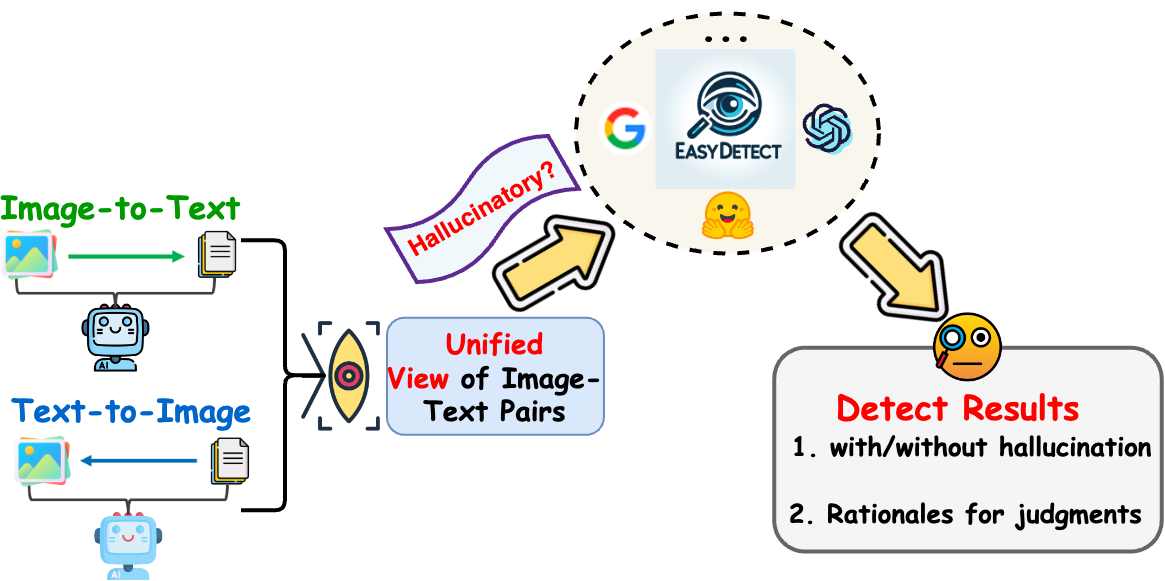 ...
EASYDETECT
Hallucinatory?
Image-to-Text
AI
Unified
View of Image-
Text Pairs
Text-to-Image
AI
Detect Results
1. with/without hallucination
2. Rationales for judgments